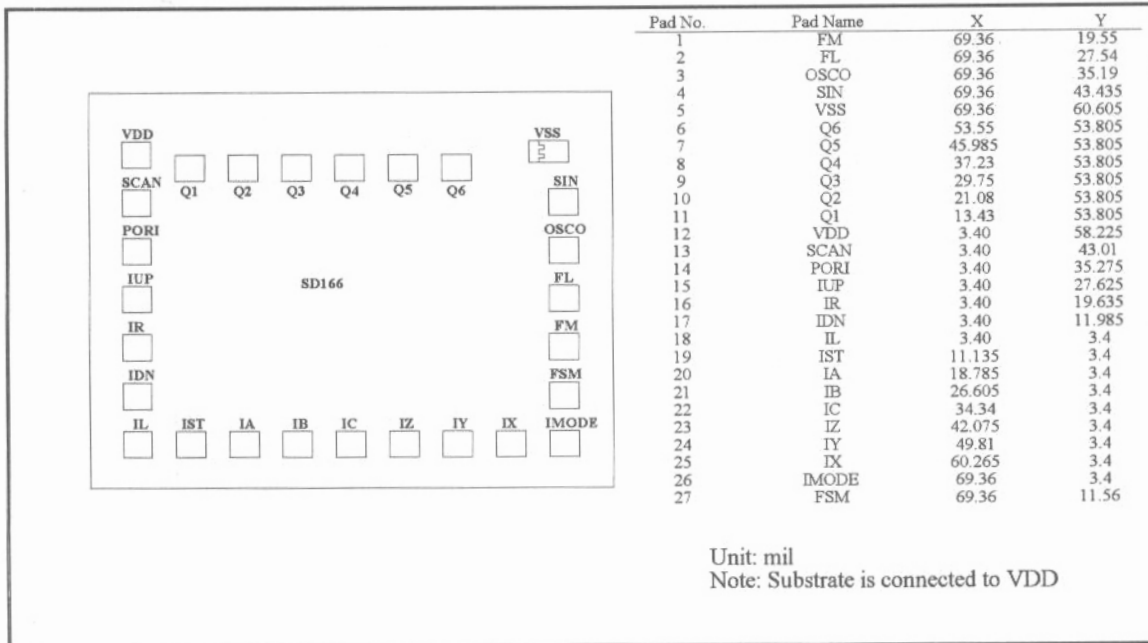 VDD VSS
SCAN Q1 Q2 Q3 Q4 Q5 Q6 SIN
PORI OSCO
IUP SD166 FL
IR FM
IDN FSM
IL IST IA IB IC IZ IY IX IMODE
Pad No. Pad Name X Y
1 FM 69.36 19.55
2 FL 69.36 27.54
3 OSCO 69.36 35.19
4 SIN 69.36 43.435
5 VSS 69.36 60.605
6 Q6 53.55 53.805
7 Q5 45.985 53.805
8 Q4 37.23 53.805
9 Q3 29.75 53.805
10 Q2 21.08 53.805
11 Q1 13.43 53.805
12 VDD 3.40 58.225
13 SCAN 3.40 43.01
14 PORI 3.40 35.275
15 IUP 3.40 27.625
16 IR 3.40 19.635
17 IDN 3.40 11.985
18 IL 3.40 3.4
19 IST 11.135 3.4
20 IA 18.785 3.4
21 IB 26.605 3.4
22 IC 34.34 3.4
23 IZ 42.075 3.4
24 IY 49.81 3.4
25 IX 60.265 3.4
26 IMODE 69.36 3.4
27 FSM 69.36 11.56
Unit: mil
Note: Substrate is connected to VDD